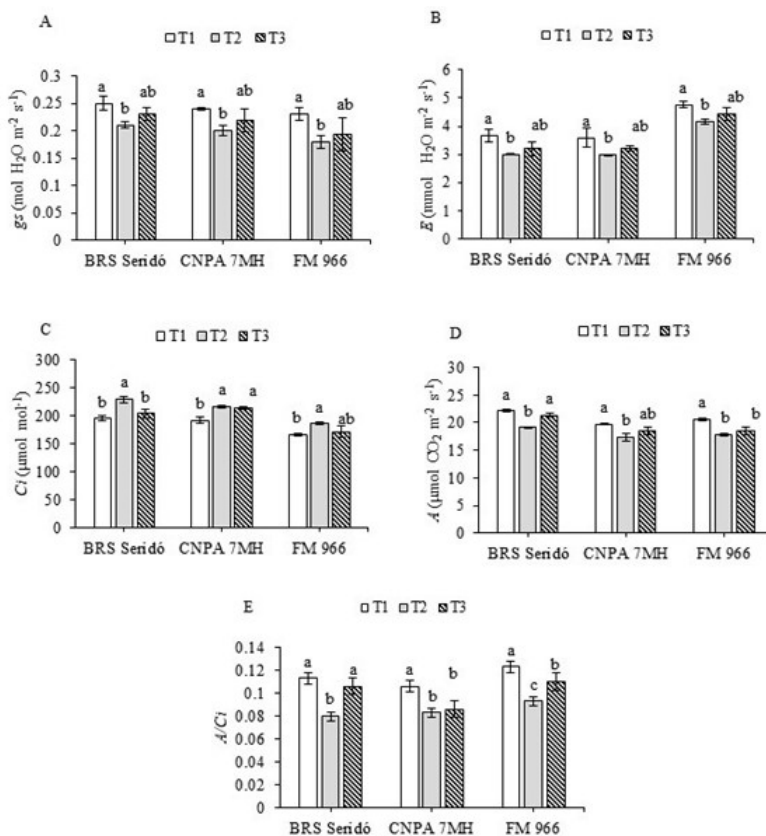 A
T1 T2 T3
a b ab a b ab a b ab
0.3
0.25
0.2
0.15
0.1
0.05
0
gs (mol H₂O m⁻² s⁻¹)
BRS Seridó CNPA 7MH FM 966
B
T1 T2 T3
a b ab a b ab a b ab
6
5
4
3
2
1
0
E (mmol H₂O m⁻² s⁻¹)
BRS Seridó CNPA 7MH FM 966
C
T1 T2 T3
b a b b a a b a ab
300
250
200
150
100
50
0
Ci (μmol mol⁻¹)
BRS Seridó CNPA 7MH FM 966
D
T1 T2 T3
a b a a b ab a b b
30
25
20
15
10
5
0
A (μmol CO₂ m⁻² s⁻¹)
BRS Seridó CNPA 7MH FM 966
E
T1 T2 T3
a b a a b b a c b
0.14
0.12
0.1
0.08
0.06
0.04
0.02
0
A/Ci
BRS Seridó CNPA 7MH FM 966